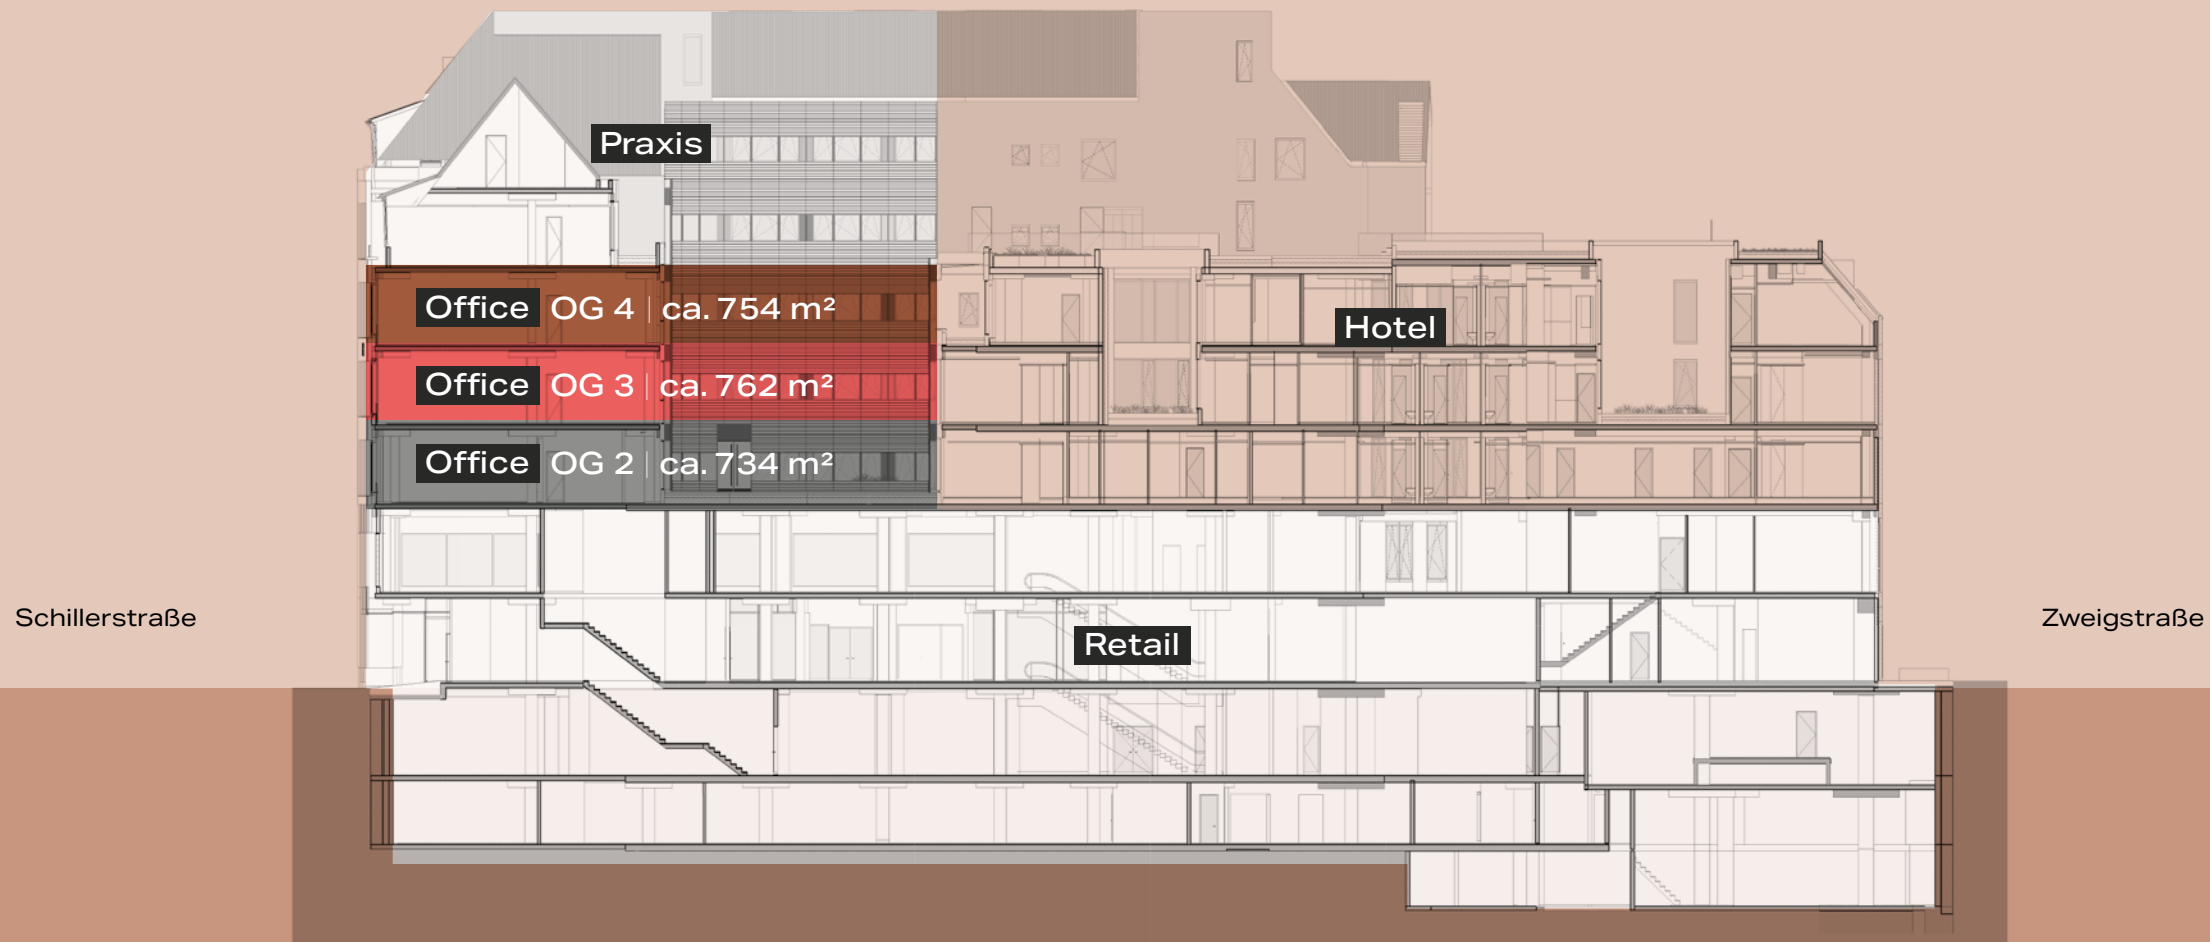 Praxis
Office OG 4 | ca. 754 m²
Hotel
Office OG 3 | ca. 762 m²
Office OG 2 | ca. 734 m²
Schillerstraße
Zweigstraße
Retail